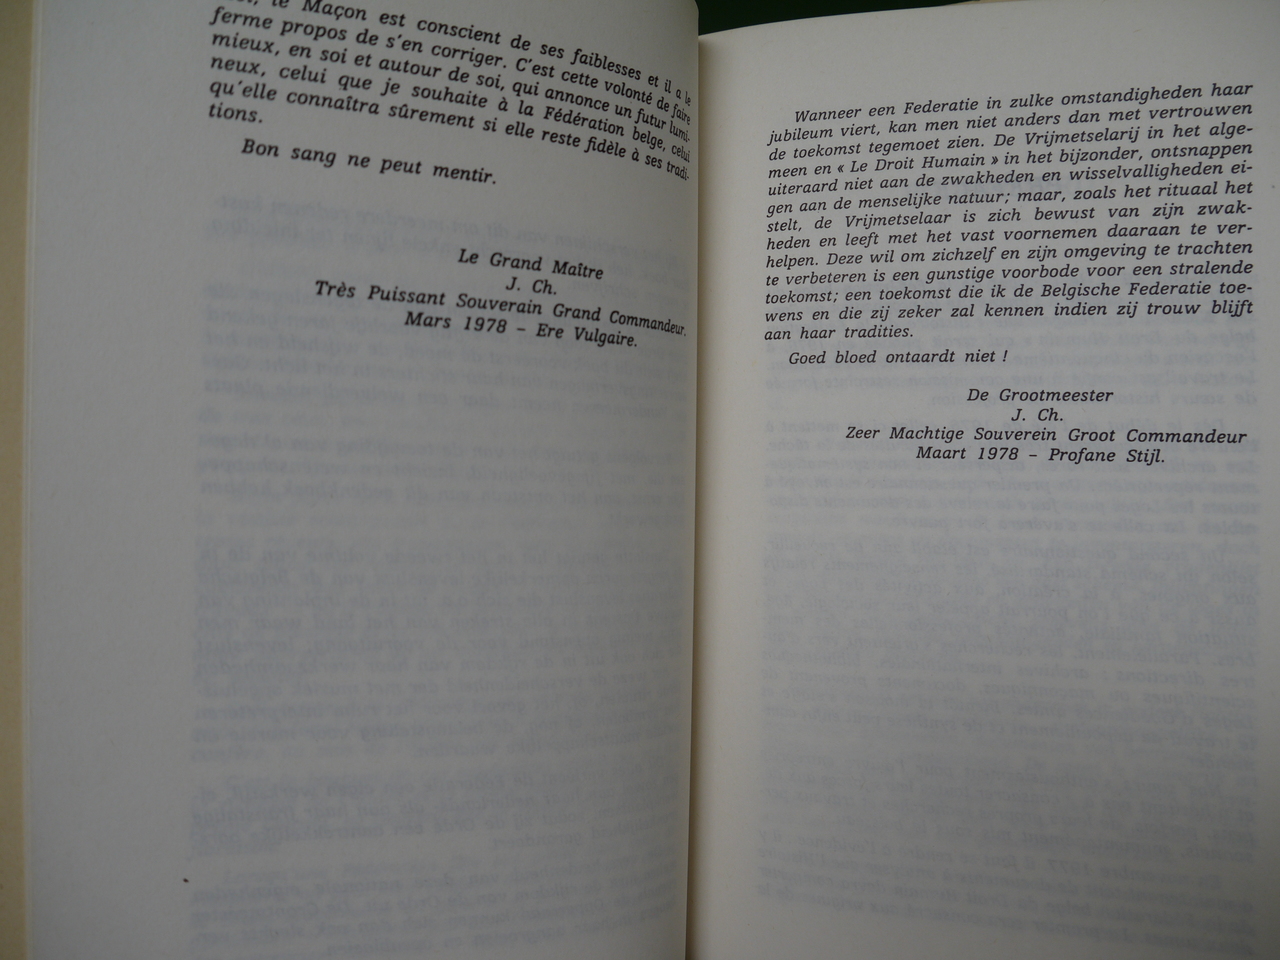 le Maçon est conscient de ses faiblesses et il a le
ferme propos de s'en corriger. C'est cette volonté de faire
mieux, en soi et autour de soi, qui annonce un futur lumi-
neux, celui que je souhaite à la Fédération belge, celui
qu'elle connaîtra sûrement si elle reste fidèle à ses tradi-
tions.
Bon sang ne peut mentir.
Le Grand Maître
J. Ch.
Très Puissant Souverain Grand Commandeur.
Mars 1978 – Ere Vulgaire.
Wanneer een Federatie in zulke omstandigheden haar
jubileum viert, kan men niet anders dan met vertrouwen
de toekomst tegemoet zien. De Vrijmetselarij in het alge-
meen en « Le Droit Humain » in het bijzonder, ontsnappen
uiteraard niet aan de zwakheden en wisselvalligheden ei-
gen aan de menselijke natuur; maar, zoals het rituaal het
stelt, de Vrijmetselaar is zich bewust van zijn zwak-
heden en leeft met het vast voornemen daaraan te ver-
helpen. Deze wil om zichzelf en zijn omgeving te trachten
te verbeteren is een gunstige voorbode voor een stralende
toekomst; een toekomst die ik de Belgische Federatie toe-
wens en die zij zeker zal kennen indien zij trouw blijft
aan haar tradities.
Goed bloed ontaardt niet !
De Grootmeester
J. Ch.
Zeer Machtige Souverein Groot Commandeur
Maart 1978 – Profane Stijl.